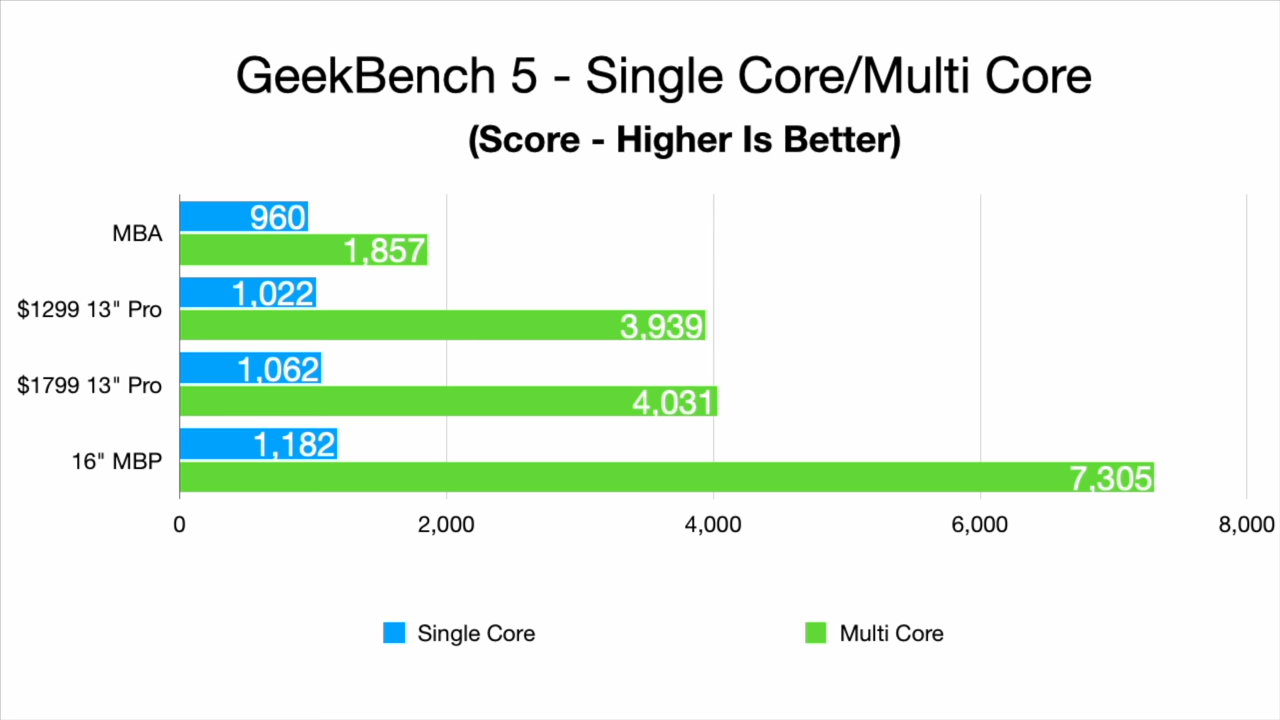 GeekBench 5 - Single Core/Multi Core
(Score - Higher Is Better)
MBA
960
1,857
$1299 13" Pro
1,022
3,939
$1799 13" Pro
1,062
4,031
16" MBP
1,182
7,305
0 2,000 4,000 6,000 8,000
Single Core Multi Core